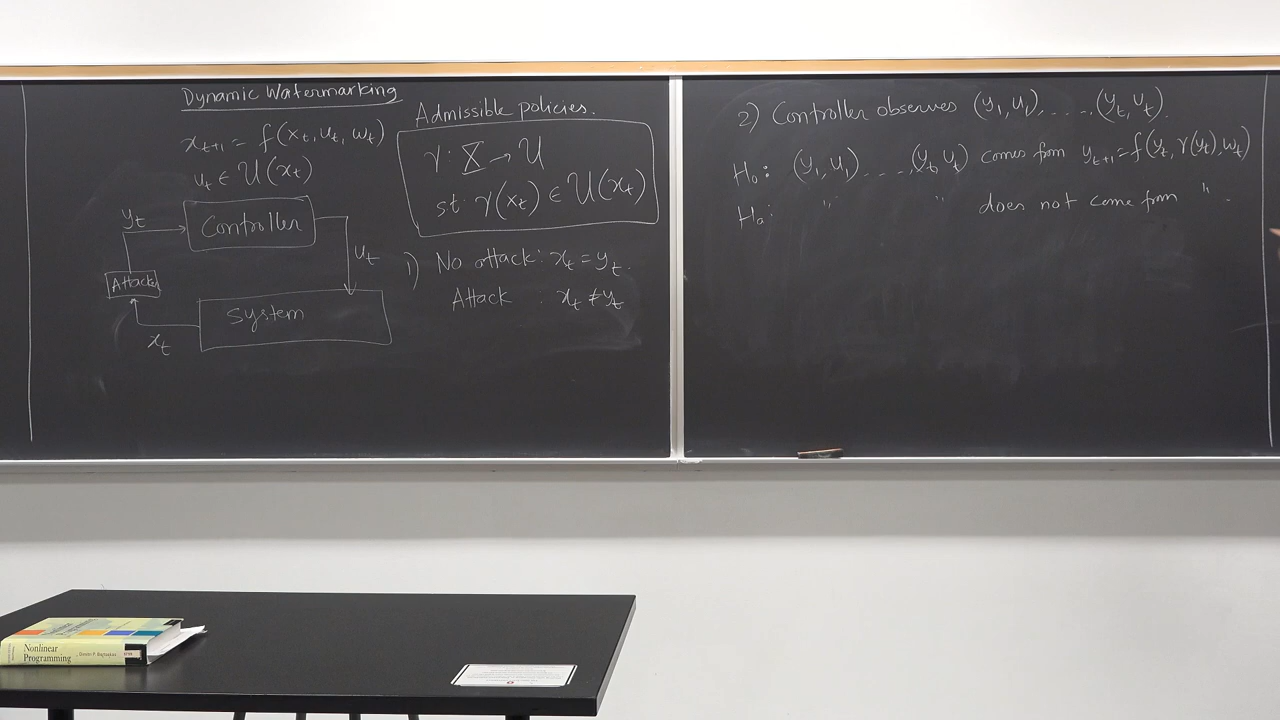 Dynamic Watermarking
x_{t+1} = f(x_t, u_t, w_t)
u_t ∈ U(x_t)
y_t
Controller
Attack
u_t
System
x_t
Admissible policies.
γ: X → U
st. γ(x_t) ∈ U(x_t)
1) No attack: x_t = y_t.
Attack . x_t ≠ y_t
2) Controller observes (y_1, u_1), ...., (y_t, u_t).
H_0: (y_1, u_1) .... (y_t, u_t) comes from y_{t+1} = f(y_t, γ(y_t), w_t)
H_a: " " does not come from " .
Nonlinear
Programming
Dimitri P. Bertsekas